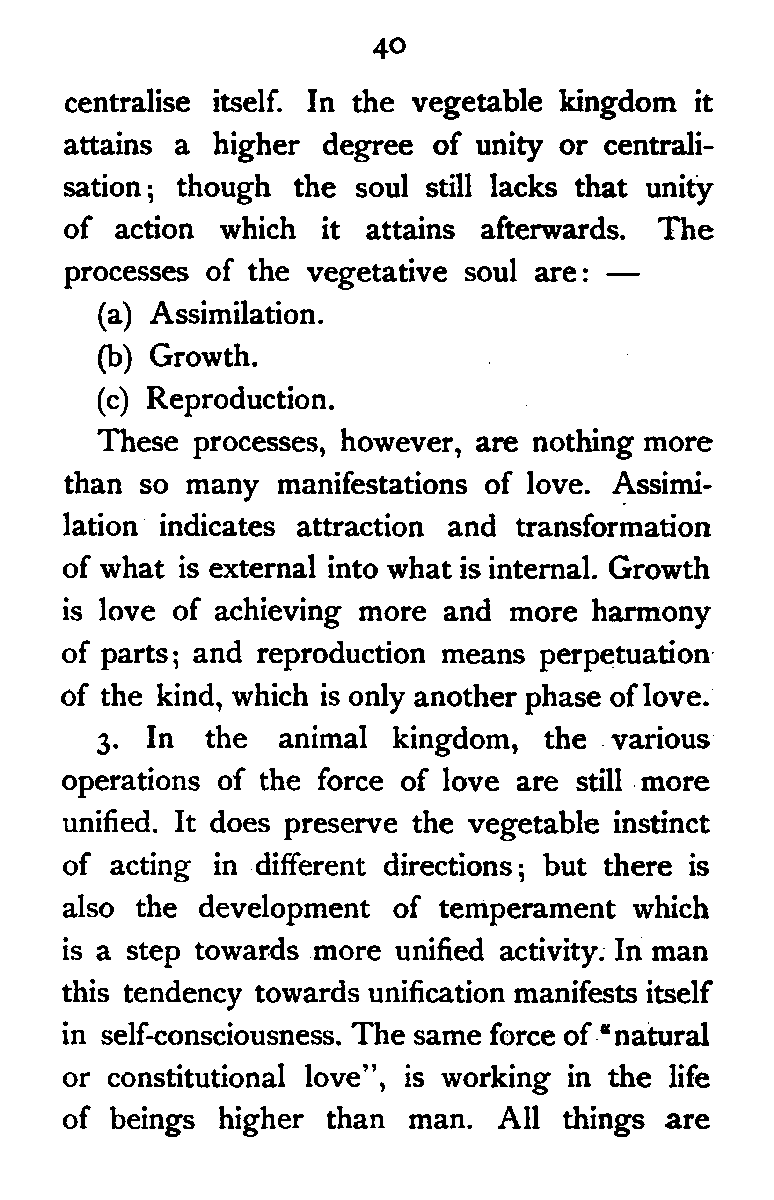 40
centralise itself. In the vegetable kingdom it
attains a higher degree of unity or centrali-
sation; though the soul still lacks that unity
of action which it attains afterwards. The
processes of the vegetative soul are: —
(a) Assimilation.
(b) Growth.
(c) Reproduction.
These processes, however, are nothing more
than so many manifestations of love. Assimi-
lation indicates attraction and transformation
of what is external into what is internal. Growth
is love of achieving more and more harmony
of parts; and reproduction means perpetuation
of the kind, which is only another phase of love.
3. In the animal kingdom, the various
operations of the force of love are still more
unified. It does preserve the vegetable instinct
of acting in different directions; but there is
also the development of temperament which
is a step towards more unified activity. In man
this tendency towards unification manifests itself
in self-consciousness. The same force of “natural
or constitutional love”, is working in the life
of beings higher than man. All things are